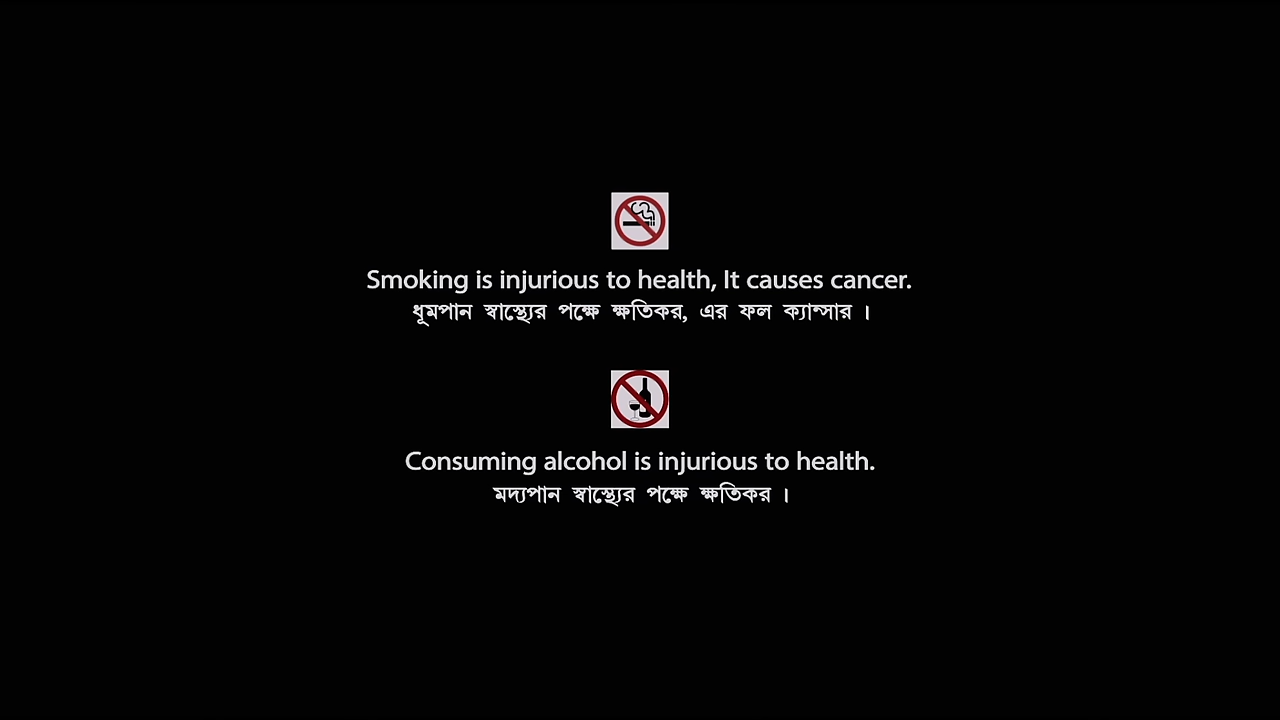 Smoking is injurious to health, It causes cancer.
ধূমপান স্বাস্থ্যের পক্ষে ক্ষতিকর, এর ফল ক্যান্সার ।
Consuming alcohol is injurious to health.
মদ্যপান স্বাস্থ্যের পক্ষে ক্ষতিকর ।